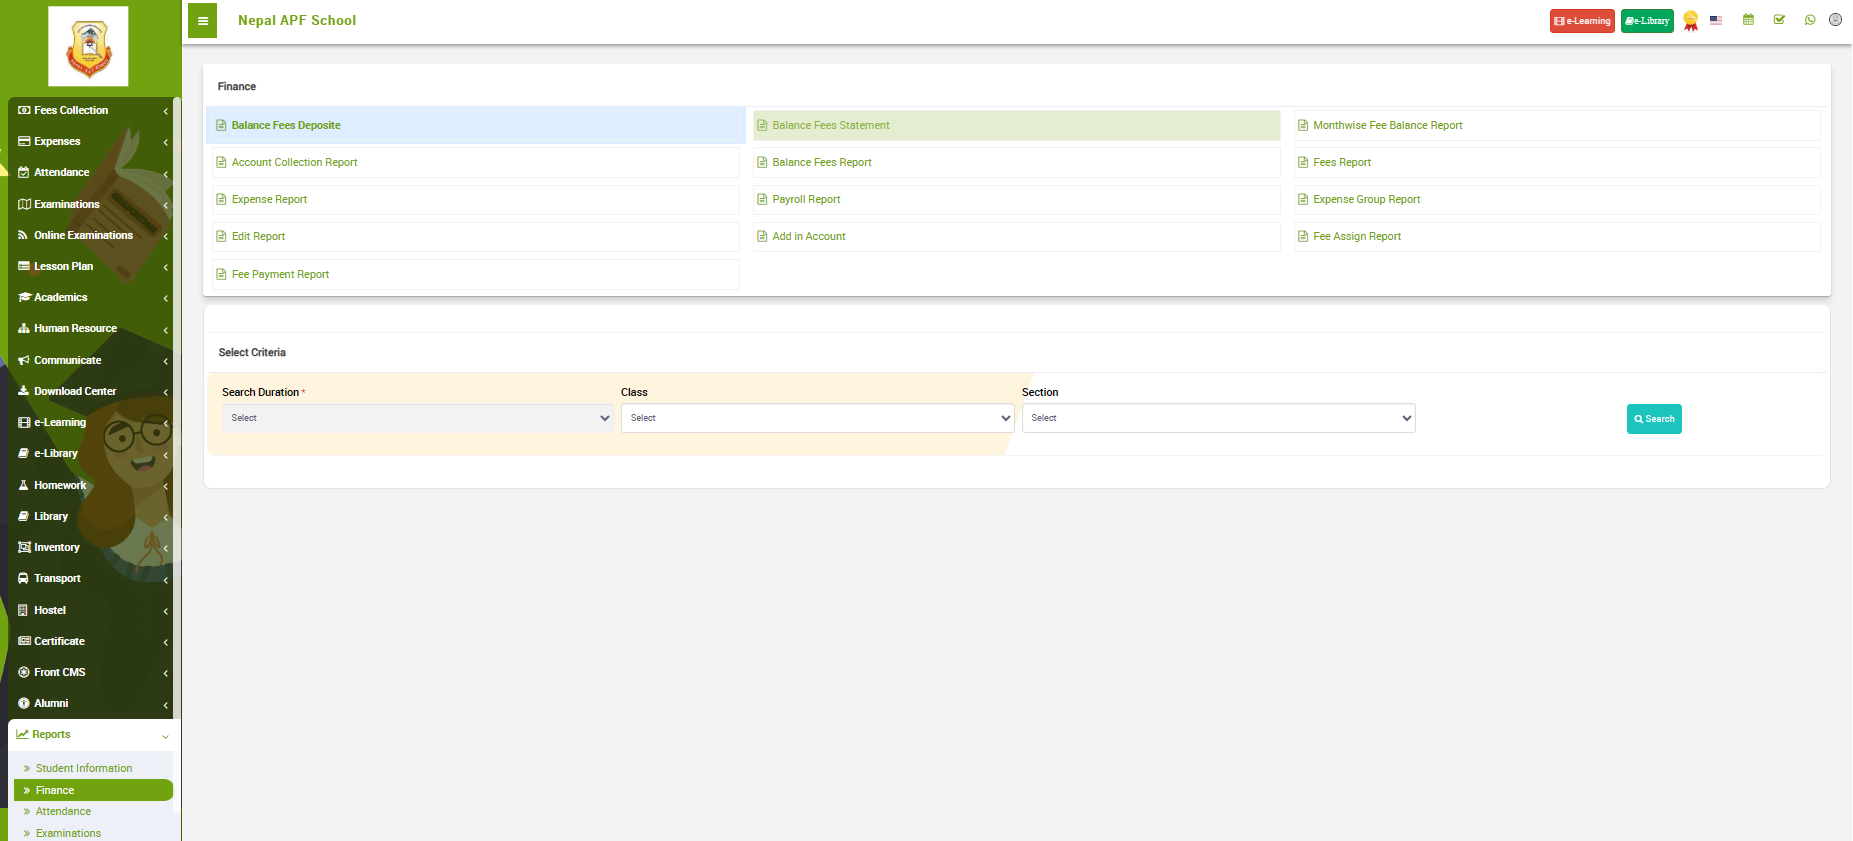 Nepal APF School
e-Learning
e-Library
Fees Collection
Expenses
Attendance
Examinations
Online Examinations
Lesson Plan
Academics
Human Resource
Communicate
Download Center
e-Learning
e-Library
Homework
Library
Inventory
Transport
Hostel
Certificate
Front CMS
Alumni
Reports
Student Information
Finance
Attendance
Examinations
Finance
Balance Fees Deposite
Balance Fees Statement
Monthwise Fee Balance Report
Account Collection Report
Balance Fees Report
Fees Report
Expense Report
Payroll Report
Expense Group Report
Edit Report
Add in Account
Fee Assign Report
Fee Payment Report
Select Criteria
Search Duration *
Class
Section
Select
Select
Select
Search